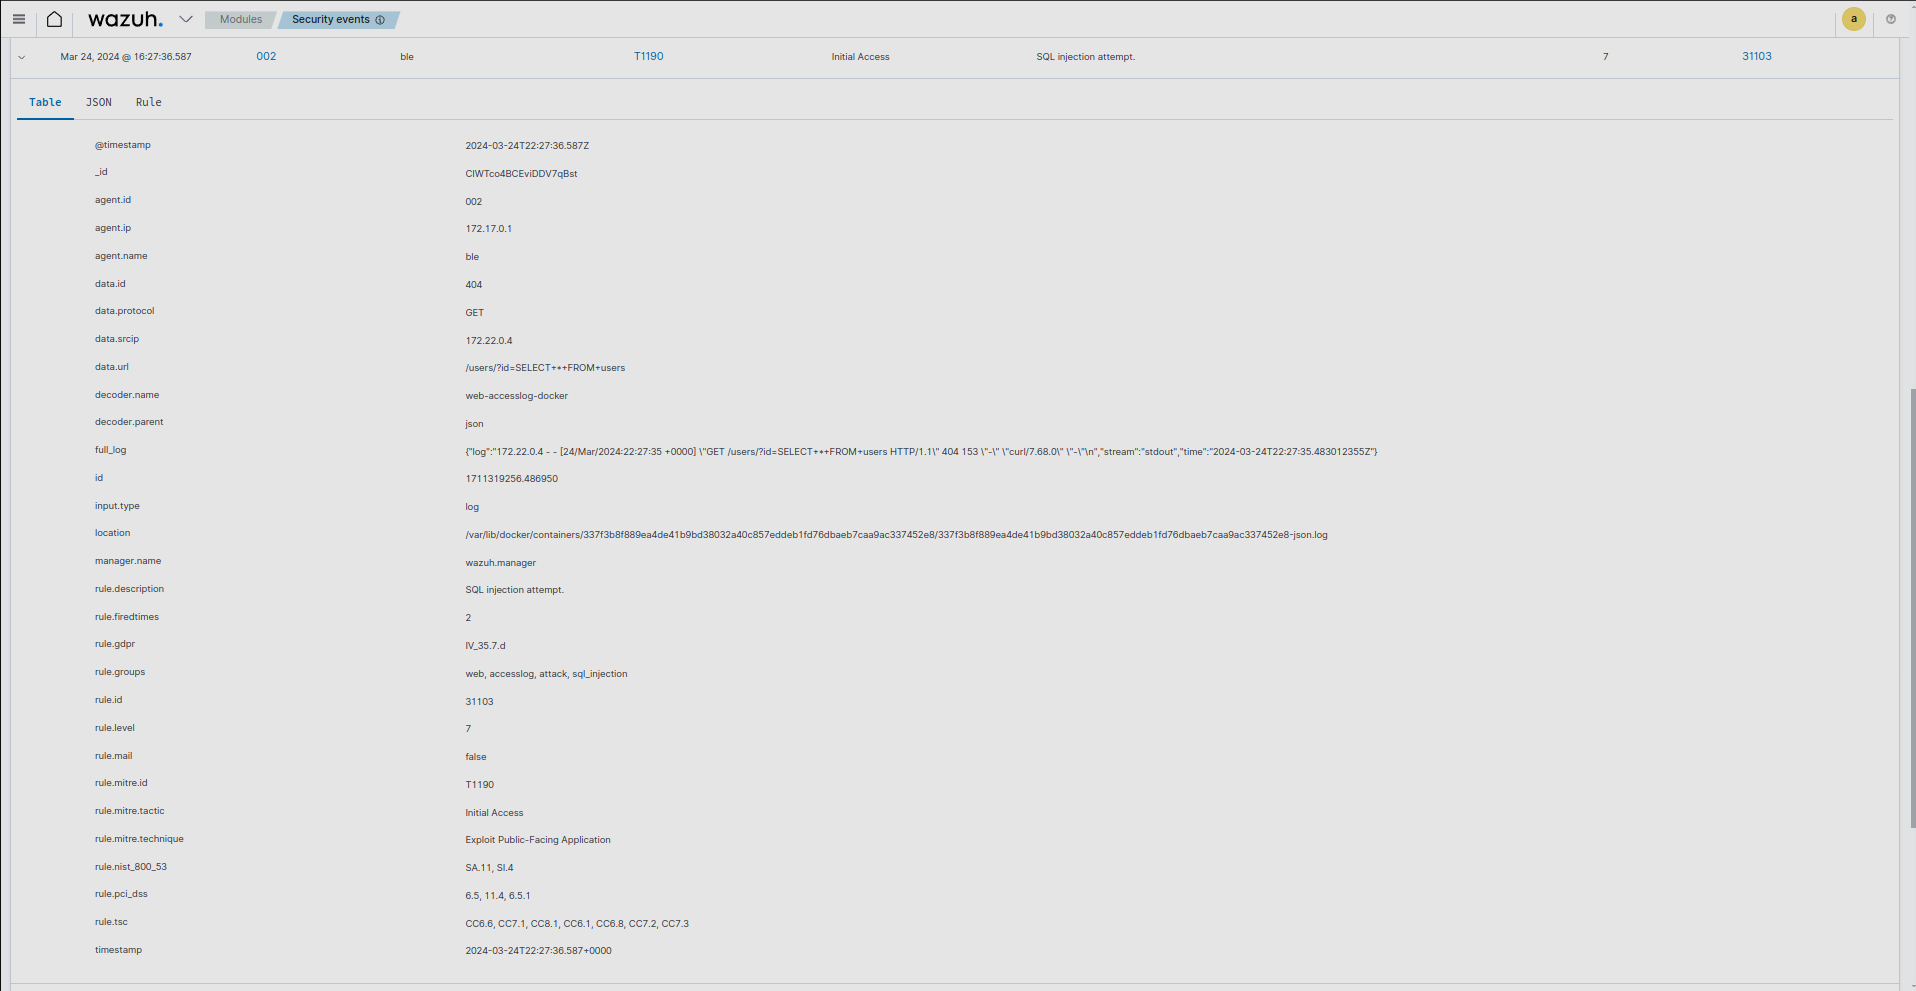 wazuh. Modules Security events a
Mar 24, 2024 @ 16:27:36.587 002 ble T1190 Initial Access SQL injection attempt. 7 31103
Table JSON Rule
@timestamp 2024-03-24T22:27:36.587Z
_id CIWTco4BCEviDDV7qBst
agent.id 002
agent.ip 172.17.0.1
agent.name ble
data.id 404
data.protocol GET
data.srcip 172.22.0.4
data.url /users/?id=SELECT+*+FROM+users
decoder.name web-accesslog-docker
decoder.parent json
full_log {"log":"172.22.0.4 - - [24/Mar/2024:22:27:35 +0000] \"GET /users/?id=SELECT+*+FROM+users HTTP/1.1\" 404 153 \"-\" \"curl/7.68.0\" \"-\"\n","stream":"stdout","time":"2024-03-24T22:27:35.483012355Z"}
id 1711319256.486950
input.type log
location /var/lib/docker/containers/337f3b8f889ea4de41b9bd38032a40c857eddeb1fd76dbaeb7caa9ac337452e8/337f3b8f889ea4de41b9bd38032a40c857eddeb1fd76dbaeb7caa9ac337452e8-json.log
manager.name wazuh.manager
rule.description SQL injection attempt.
rule.firedtimes 2
rule.gdpr IV_35.7.d
rule.groups web, accesslog, attack, sql_injection
rule.id 31103
rule.level 7
rule.mail false
rule.mitre.id T1190
rule.mitre.tactic Initial Access
rule.mitre.technique Exploit Public-Facing Application
rule.nist_800_53 SA.11, SI.4
rule.pci_dss 6.5, 11.4, 6.5.1
rule.tsc CC6.6, CC7.1, CC8.1, CC6.1, CC6.8, CC7.2, CC7.3
timestamp 2024-03-24T22:27:36.587+0000